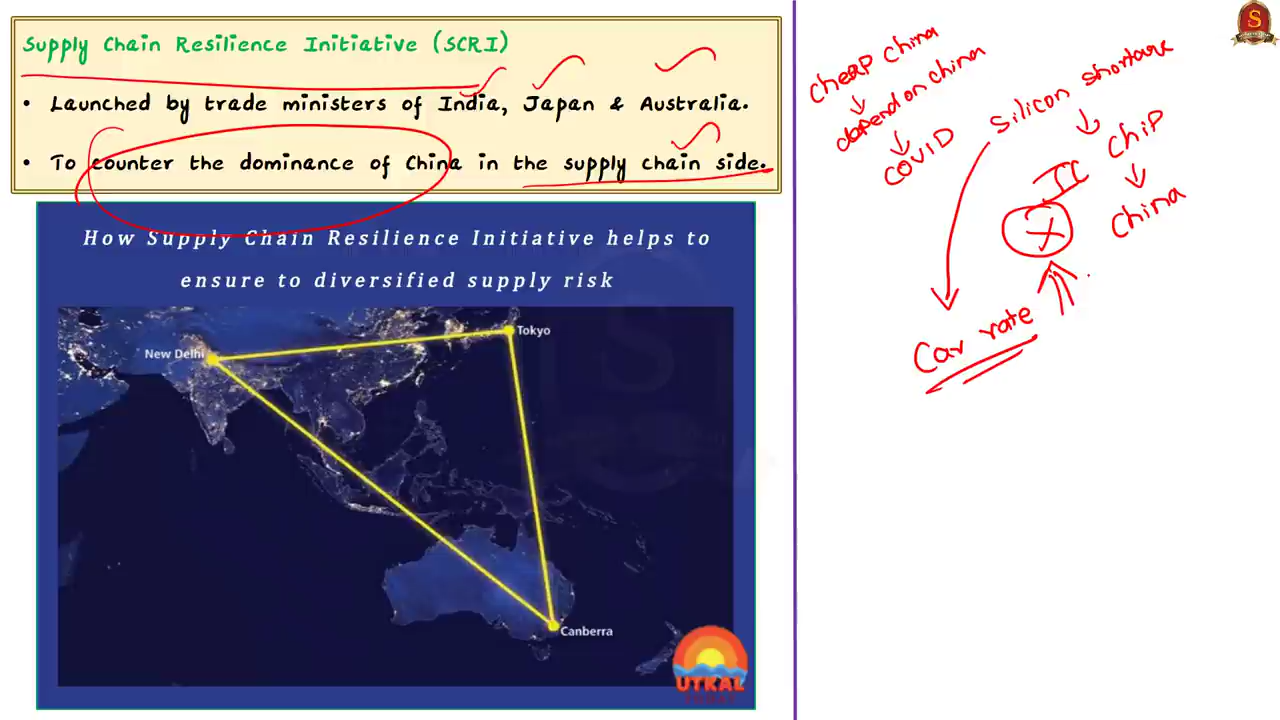 Supply Chain Resilience Initiative (SCRI)
• Launched by trade ministers of India, Japan & Australia.
• To counter the dominance of China in the supply chain side.
How Supply Chain Resilience Initiative helps to
ensure to diversified supply risk
Tokyo
New Delhi
Canberra
UTKAL
cheap china
depend on china
COVID
Silicon shortage
Chip
China
Car rate
S